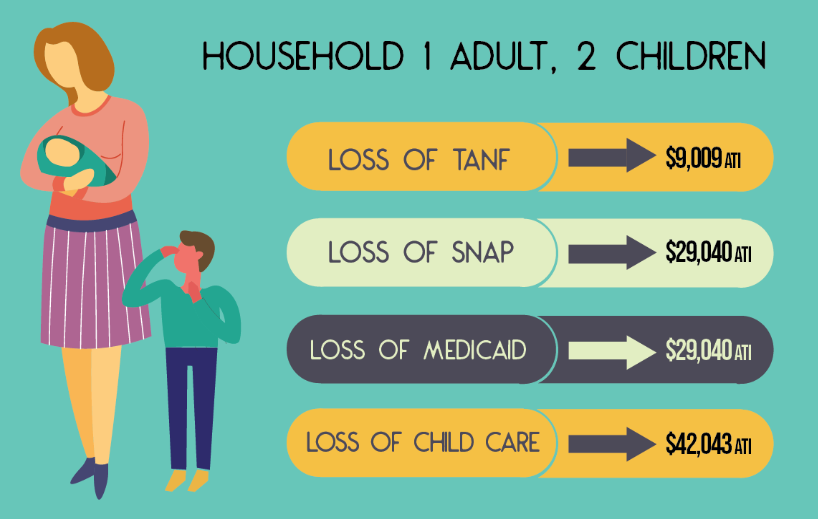 HOUSEHOLD 1 ADULT, 2 CHILDREN
LOSS OF TANF $9,009 ATI
LOSS OF SNAP $29,040 ATI
LOSS OF MEDICAID $29,040 ATI
LOSS OF CHILD CARE $42,043 ATI